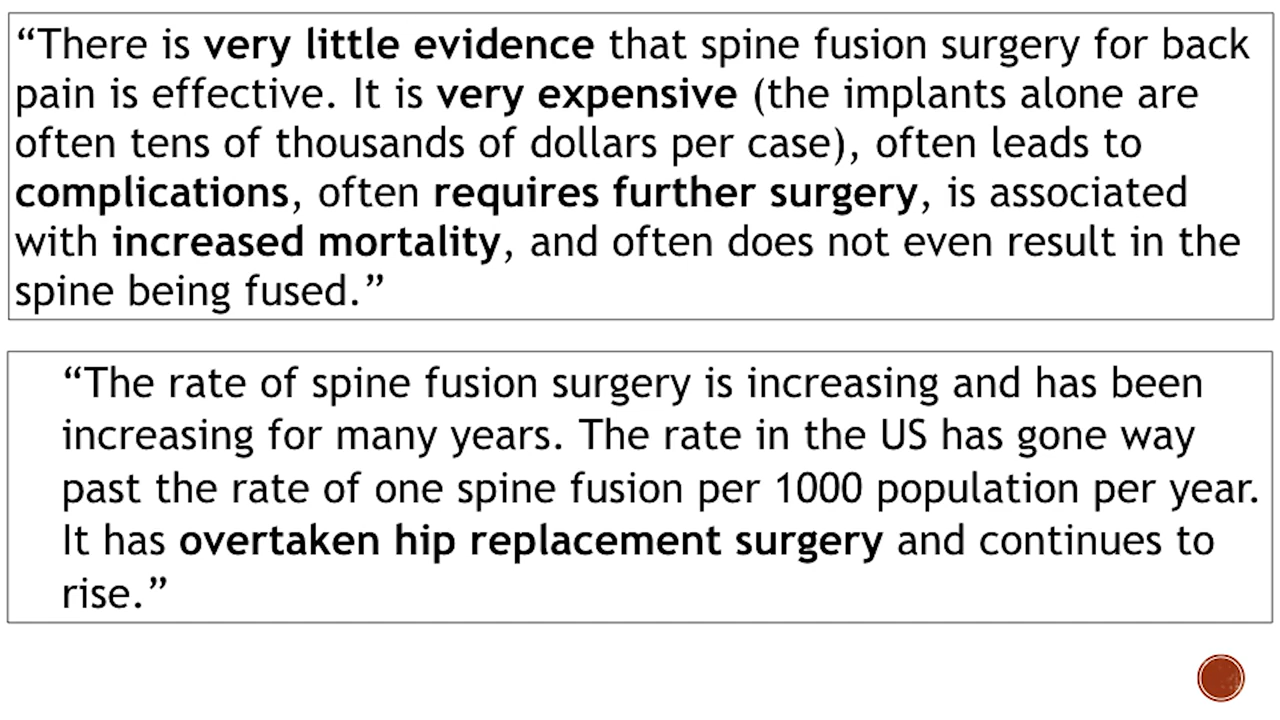 “There is very little evidence that spine fusion surgery for back
pain is effective. It is very expensive (the implants alone are
often tens of thousands of dollars per case), often leads to
complications, often requires further surgery, is associated
with increased mortality, and often does not even result in the
spine being fused.”
“The rate of spine fusion surgery is increasing and has been
increasing for many years. The rate in the US has gone way
past the rate of one spine fusion per 1000 population per year.
It has overtaken hip replacement surgery and continues to
rise.”